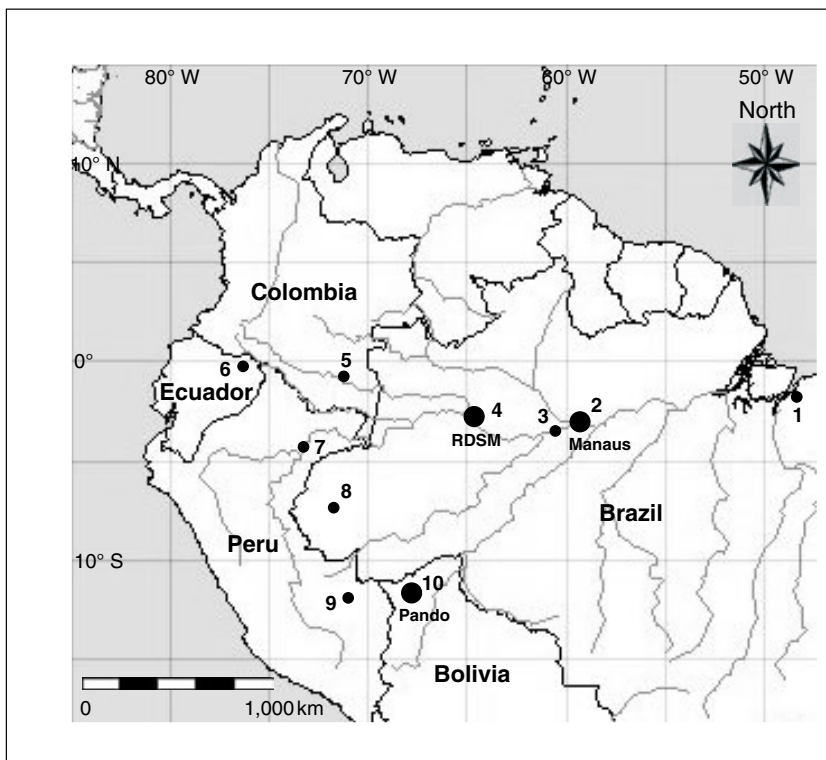 80° W 70° W 60° W 50° W
North
10° N
Colombia
0°
5
6
Ecuador
4
3
2
1
RDSM
Manaus
7
8
Brazil
Peru
10° S
10
9
Pando
Bolivia
0 1,000 km